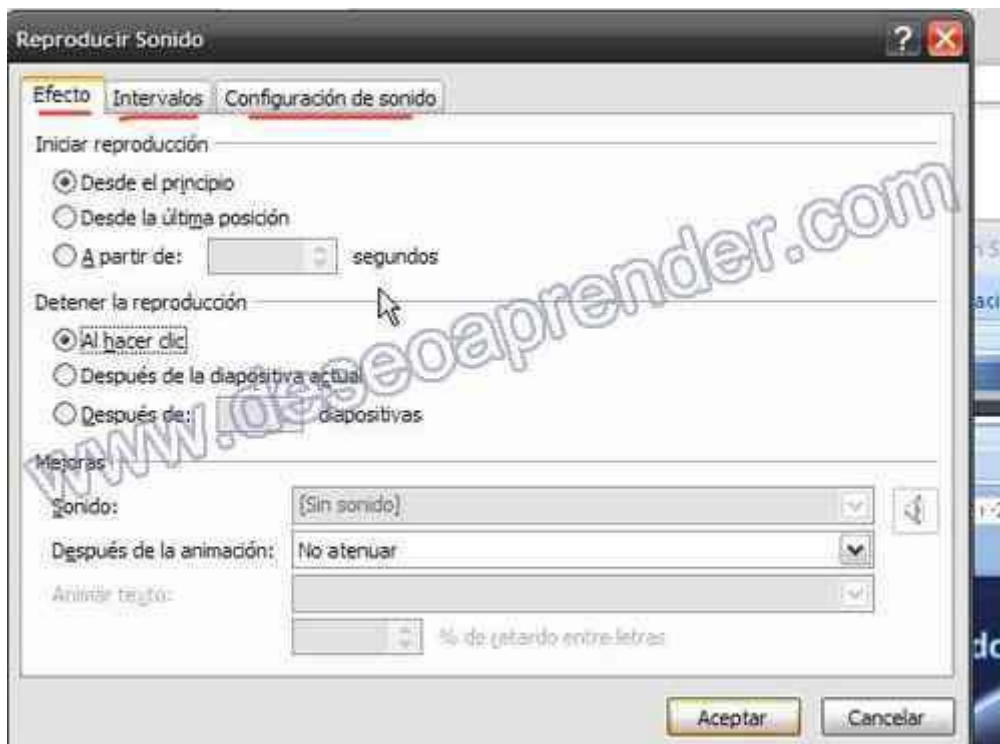 Reproducir Sonido
Efecto Intervalos Configuración de sonido
Iniciar reproducción
Desde el principio
Desde la última posición
A partir de: segundos
Detener la reproducción
Al hacer clic
Después de la diapositiva actual
Después de: diapositivas
Mejoras
Sonido: [Sin sonido]
Después de la animación: No atenuar
Animar texto:
% de retardo entre letras
Aceptar Cancelar
www.deseoaprender.com